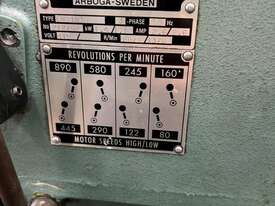 ARBOGA-SWEDEN
TYPE -PHASE Hz
No kW AMP
VOLT R/Min
REVOLUTIONS PER MINUTE
890 580 245 160*
445 290 122 80
MOTOR SPEEDS HIGH/LOW